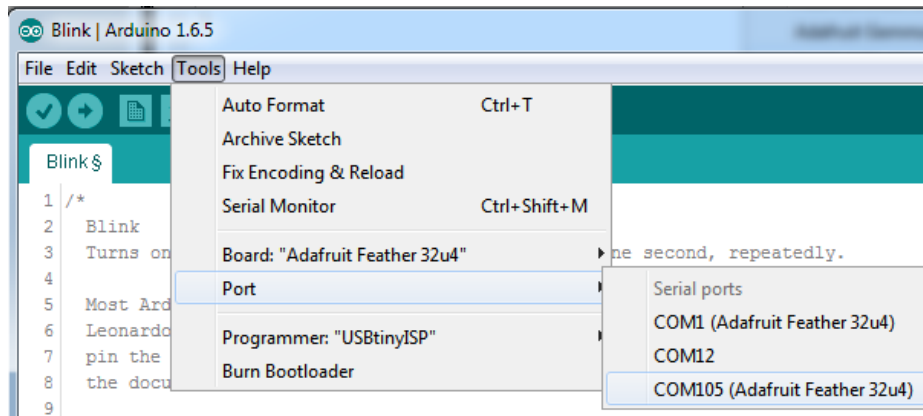 Blink | Arduino 1.6.5
File Edit Sketch Tools Help
Auto Format Ctrl+T
Archive Sketch
Fix Encoding & Reload
Serial Monitor Ctrl+Shift+M
Board: "Adafruit Feather 32u4"
Port
Programmer: "USBtinyISP"
Burn Bootloader
Serial ports
COM1 (Adafruit Feather 32u4)
COM12
COM105 (Adafruit Feather 32u4)
Blink §
1 /*
2 Blink
3 Turns on ne second, repeatedly.
4
5 Most Ard
6 Leonardo
7 pin the
8 the docu
9